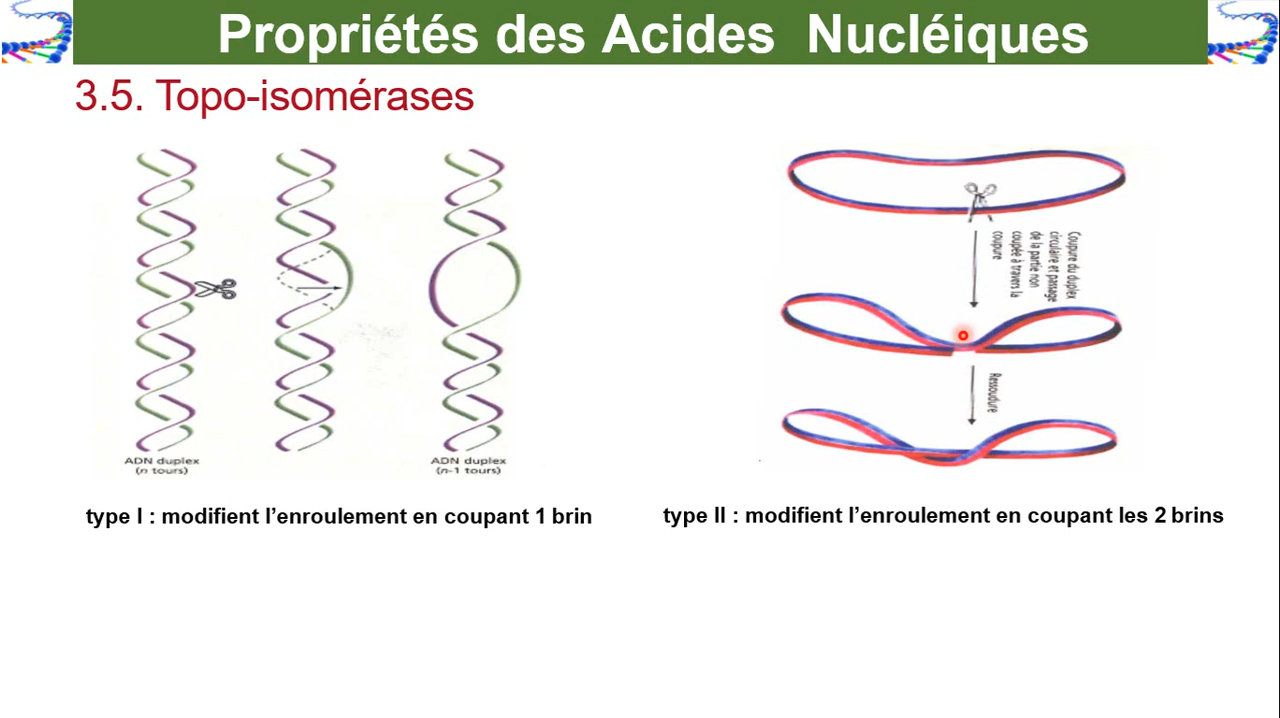 Propriétés des Acides Nucléiques
3.5. Topo-isomérases
ADN duplex
(n tours)
ADN duplex
(n-1 tours)
type I : modifient l’enroulement en coupant 1 brin
Coupure du duplex
circulaire et passage
de la partie non
coupée à travers la
coupure
Ressoudure
type II : modifient l’enroulement en coupant les 2 brins